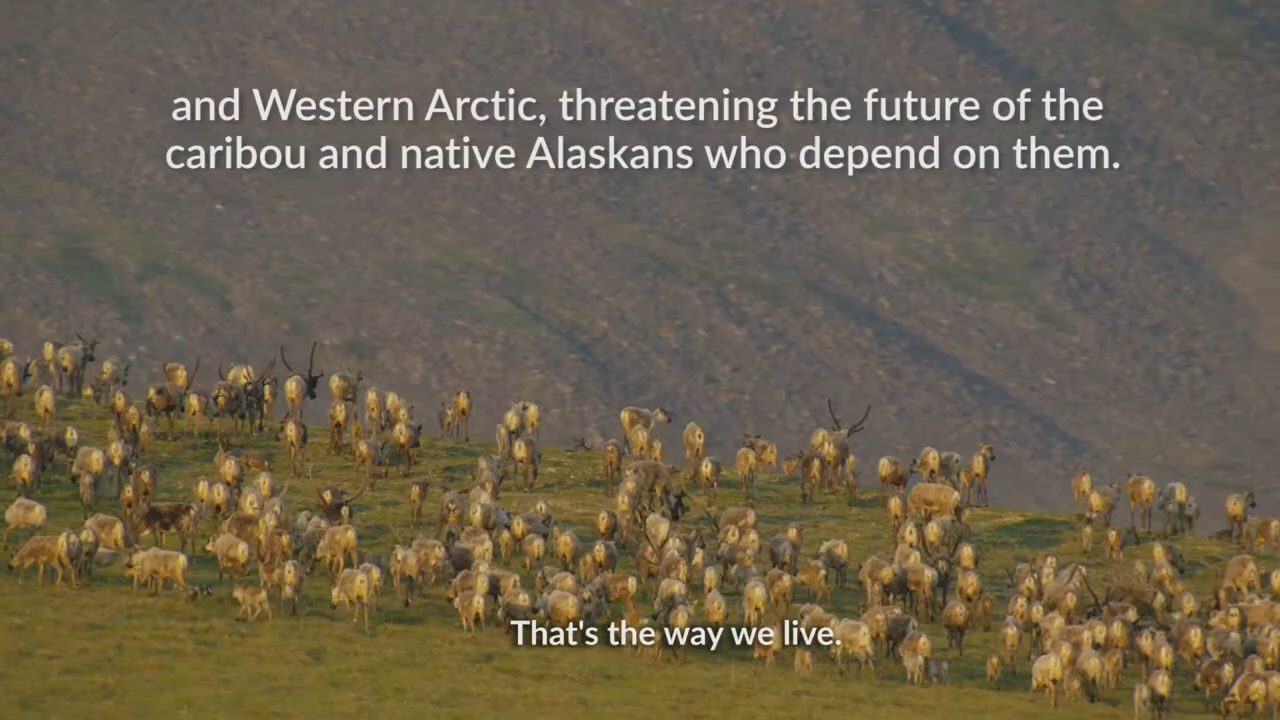 and Western Arctic, threatening the future of the
caribou and native Alaskans who depend on them.
That's the way we live.